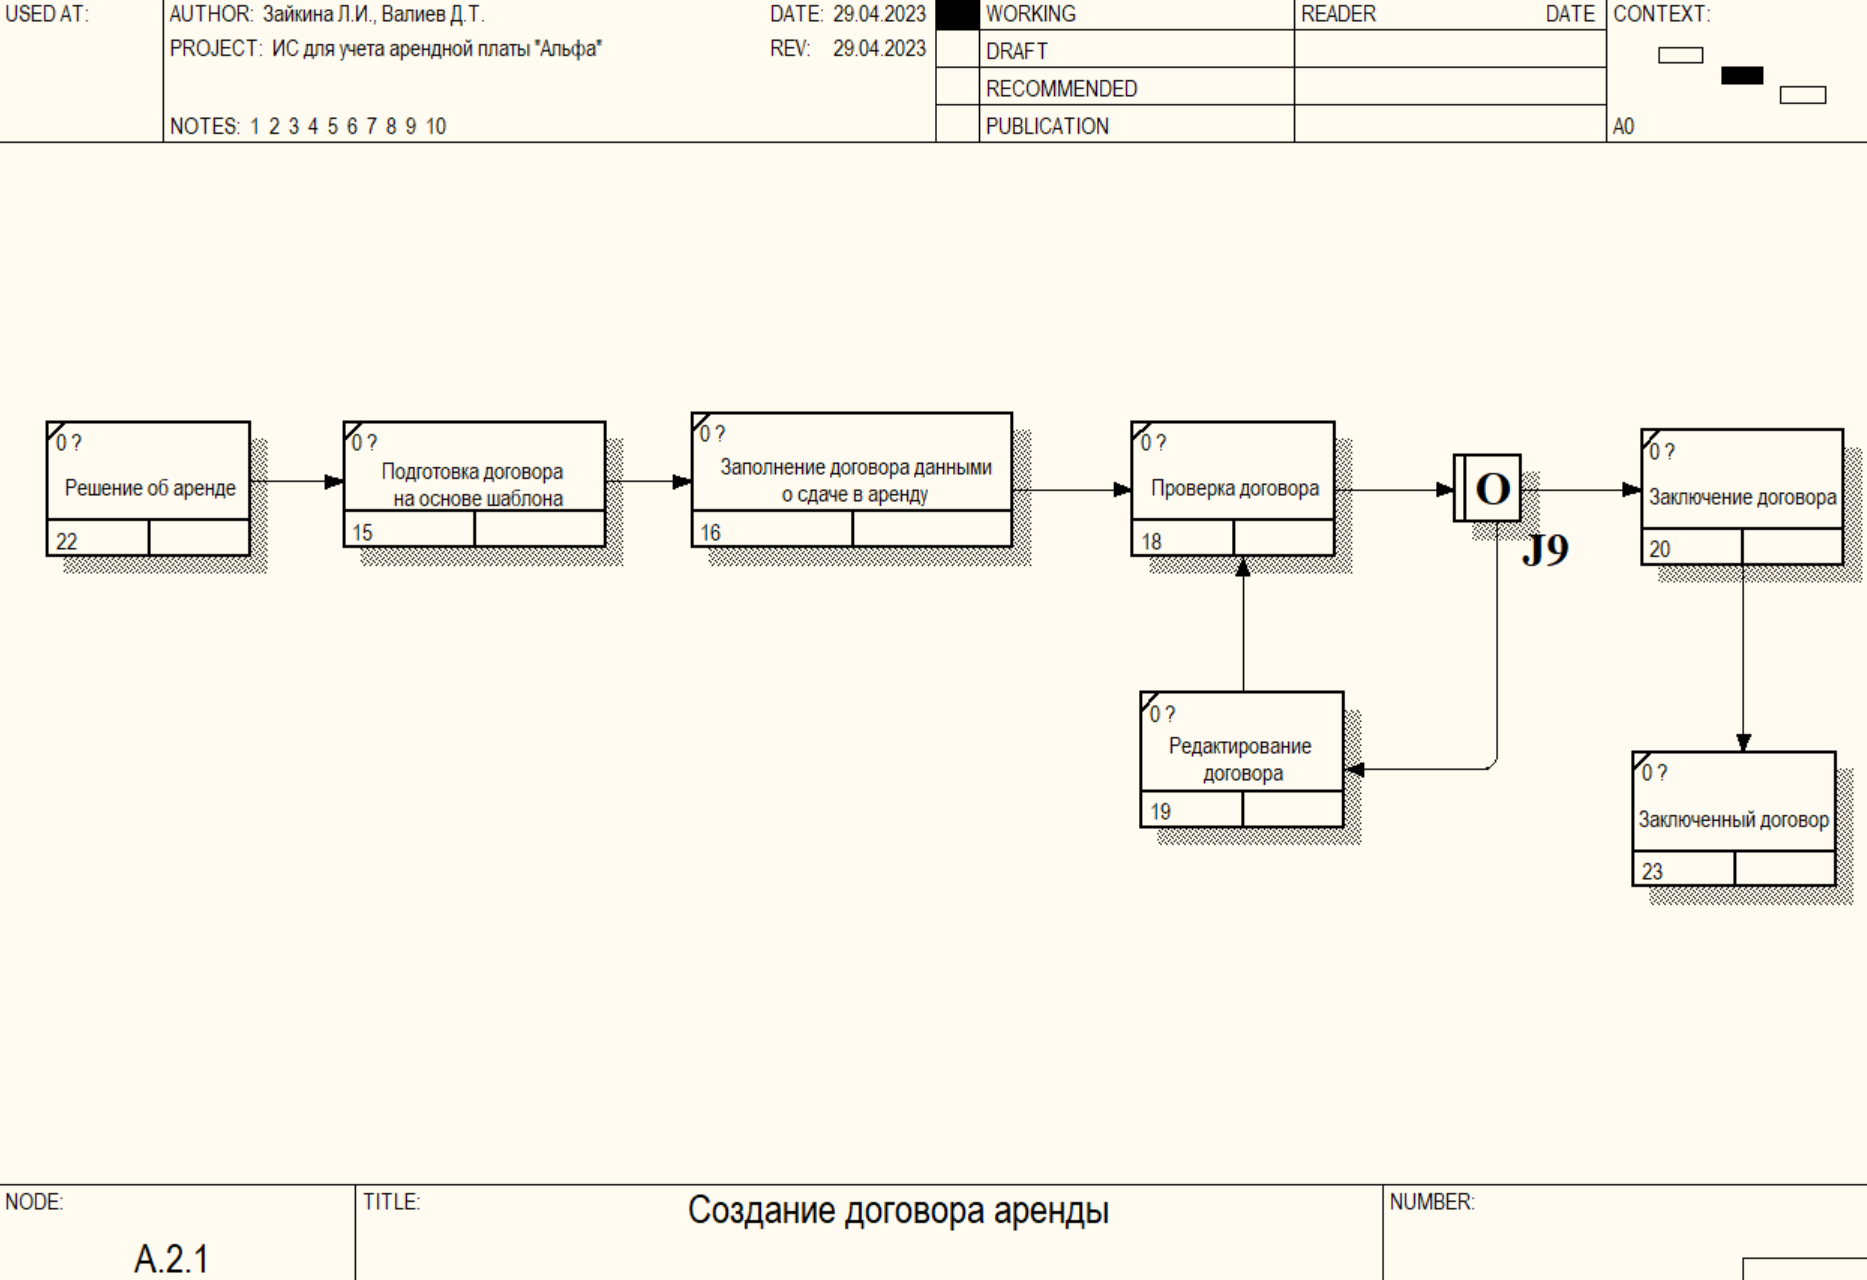 USED AT:
AUTHOR: Зайкина Л.И., Валиев Д.Т.
DATE: 29.04.2023
WORKING
READER
DATE
CONTEXT:
PROJECT: ИС для учета арендной платы "Альфа"
REV: 29.04.2023
DRAFT
RECOMMENDED
NOTES: 1 2 3 4 5 6 7 8 9 10
PUBLICATION
A0
0 ?
Решение об аренде
22
0 ?
Подготовка договора
на основе шаблона
15
0 ?
Заполнение договора данными
о сдаче в аренду
16
0 ?
Проверка договора
18
O
J9
0 ?
Заключение договора
20
0 ?
Редактирование
договора
19
0 ?
Заключенный договор
23
NODE:
TITLE:
Создание договора аренды
NUMBER:
A.2.1